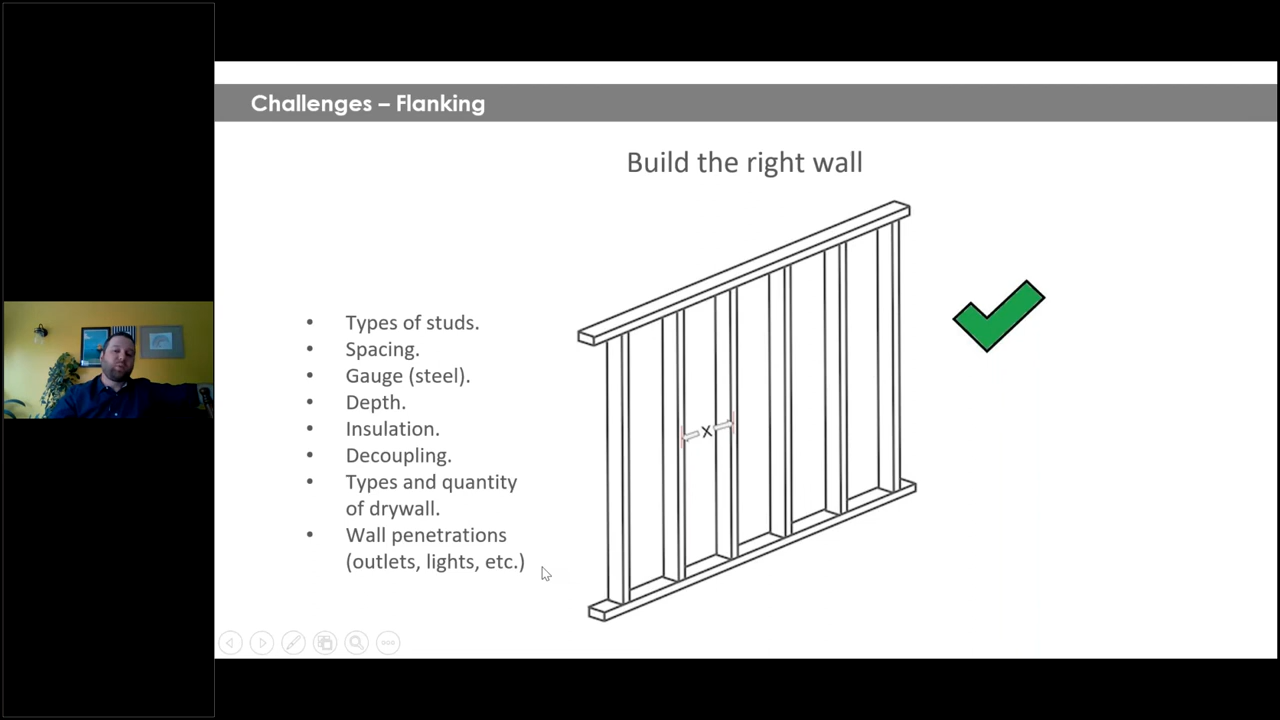 Challenges – Flanking
Build the right wall
• Types of studs.
• Spacing.
• Gauge (steel).
• Depth.
• Insulation.
• Decoupling.
• Types and quantity
of drywall.
• Wall penetrations
(outlets, lights, etc.)
X